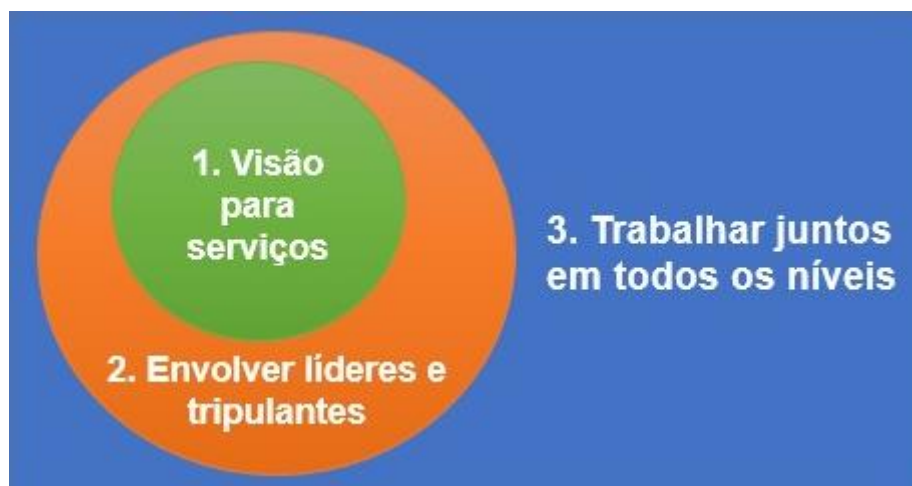 1. Visão
para
serviços
2. Envolver líderes e
tripulantes
3. Trabalhar juntos
em todos os níveis